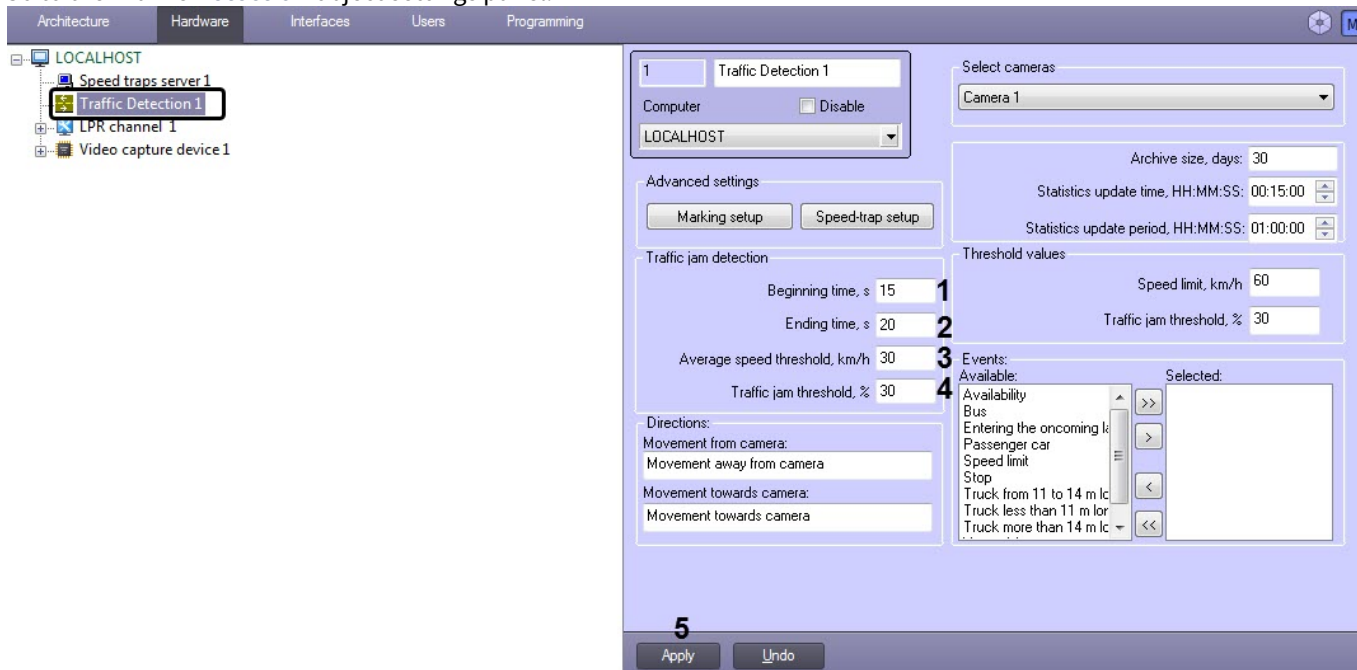 Architecture Hardware Interfaces Users Programming
LOCALHOST
Speed traps server 1
Traffic Detection 1
LPR channel 1
Video capture device 1
1 Traffic Detection 1
Computer Disable
LOCALHOST
Advanced settings
Marking setup Speed-trap setup
Traffic jam detection
Beginning time, s 15 1
Ending time, s 20 2
Average speed threshold, km/h 30 3
Traffic jam threshold, % 30 4
Directions:
Movement from camera:
Movement away from camera
Movement towards camera:
Movement towards camera
Select cameras
Camera 1
Archive size, days: 30
Statistics update time, HH:MM:SS: 00:15:00
Statistics update period, HH:MM:SS: 01:00:00
Threshold values
Speed limit, km/h 60
Traffic jam threshold, % 30
Events:
Available: Selected:
Availability
Bus
Entering the oncoming
Passenger car
Speed limit
Stop
Truck from 11 to 14 m
Truck less than 11 m
Truck more than 14 m
>>
>
<
<<
5
Apply Undo